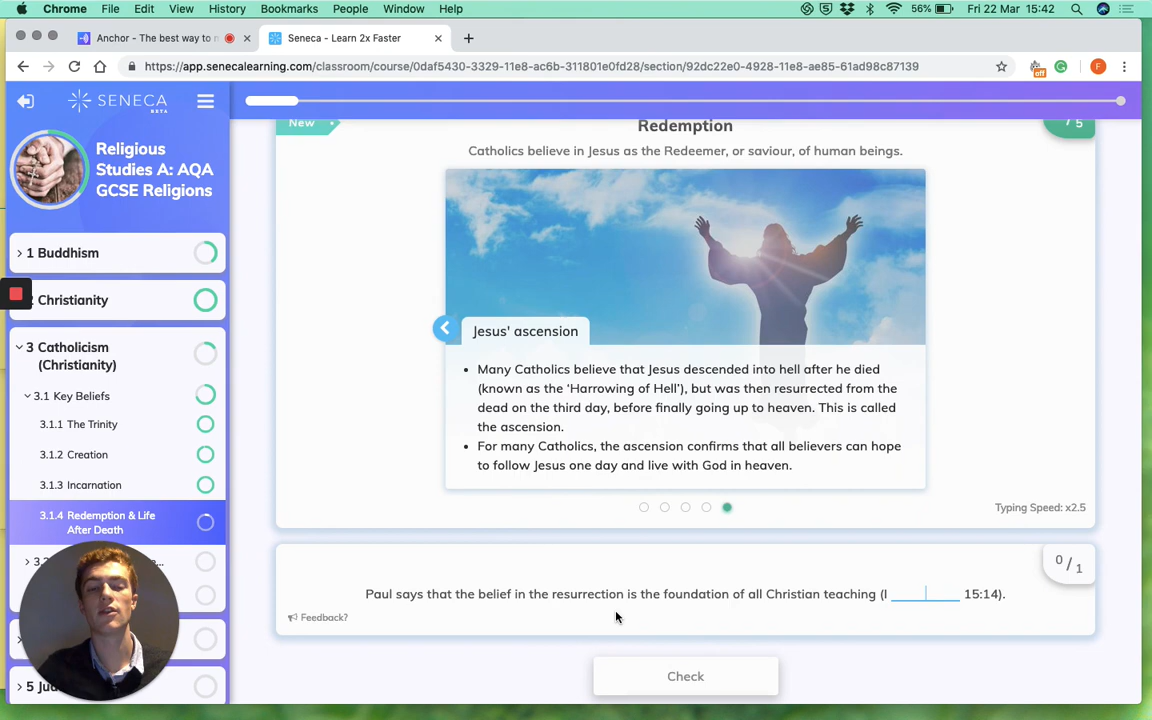 Chrome File Edit View History Bookmarks People Window Help 56% Fri 22 Mar 15:42
Anchor - The best way to Seneca - Learn 2x Faster
https://app.senecalearning.com/classroom/course/0daf5430-3329-11e8-ac6b-311801e0fd28/section/92dc22e0-4928-11e8-ae85-61ad98c87139 off F
SENECA
BETA
Religious
Studies A: AQA
GCSE Religions
1 Buddhism
Christianity
3 Catholicism
(Christianity)
3.1 Key Beliefs
3.1.1 The Trinity
3.1.2 Creation
3.1.3 Incarnation
3.1.4 Redemption & Life
After Death
5
New
Redemption
/ 5
Catholics believe in Jesus as the Redeemer, or saviour, of human beings.
Jesus' ascension
• Many Catholics believe that Jesus descended into hell after he died
(known as the ‘Harrowing of Hell’), but was then resurrected from the
dead on the third day, before finally going up to heaven. This is called
the ascension.
• For many Catholics, the ascension confirms that all believers can hope
to follow Jesus one day and live with God in heaven.
Typing Speed: x2.5
0 / 1
Paul says that the belief in the resurrection is the foundation of all Christian teaching (I ________ 15:14).
Feedback?
Check